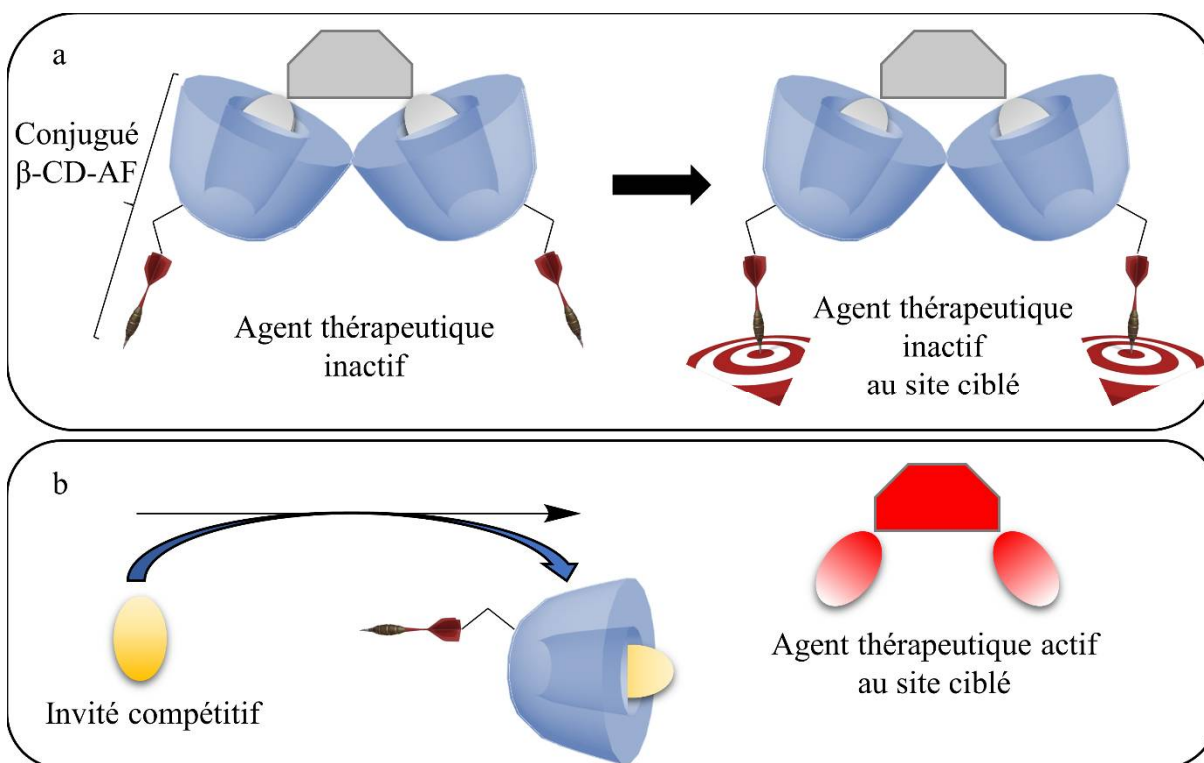 a
Conjugué
β-CD-AF
Agent thérapeutique
inactif
Agent thérapeutique
inactif
au site ciblé
b
Invité compétitif
Agent thérapeutique actif
au site ciblé